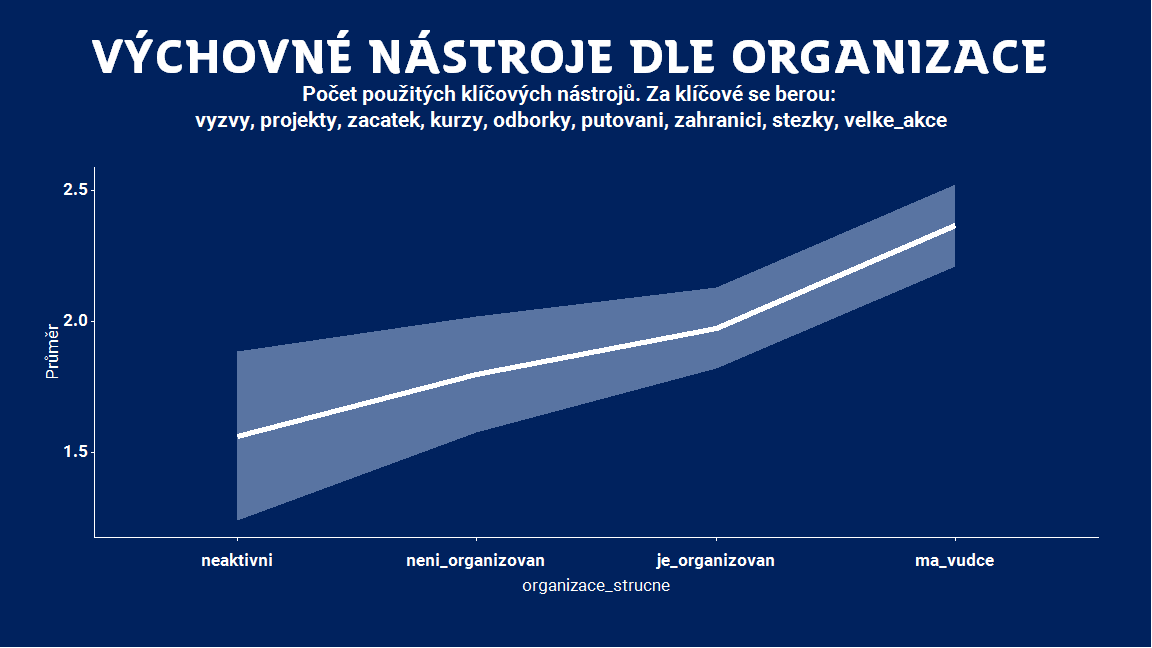 VÝCHOVNÉ NÁSTROJE DLE ORGANIZACE
Počet použitých klíčových nástrojů. Za klíčové se berou:
vyzvy, projekty, zacatek, kurzy, odborky, putovani, zahranici, stezky, velke_akce
2.5
2.0
1.5
Průměr
neaktivni neni_organizovan je_organizovan ma_vudce
organizace_strucne